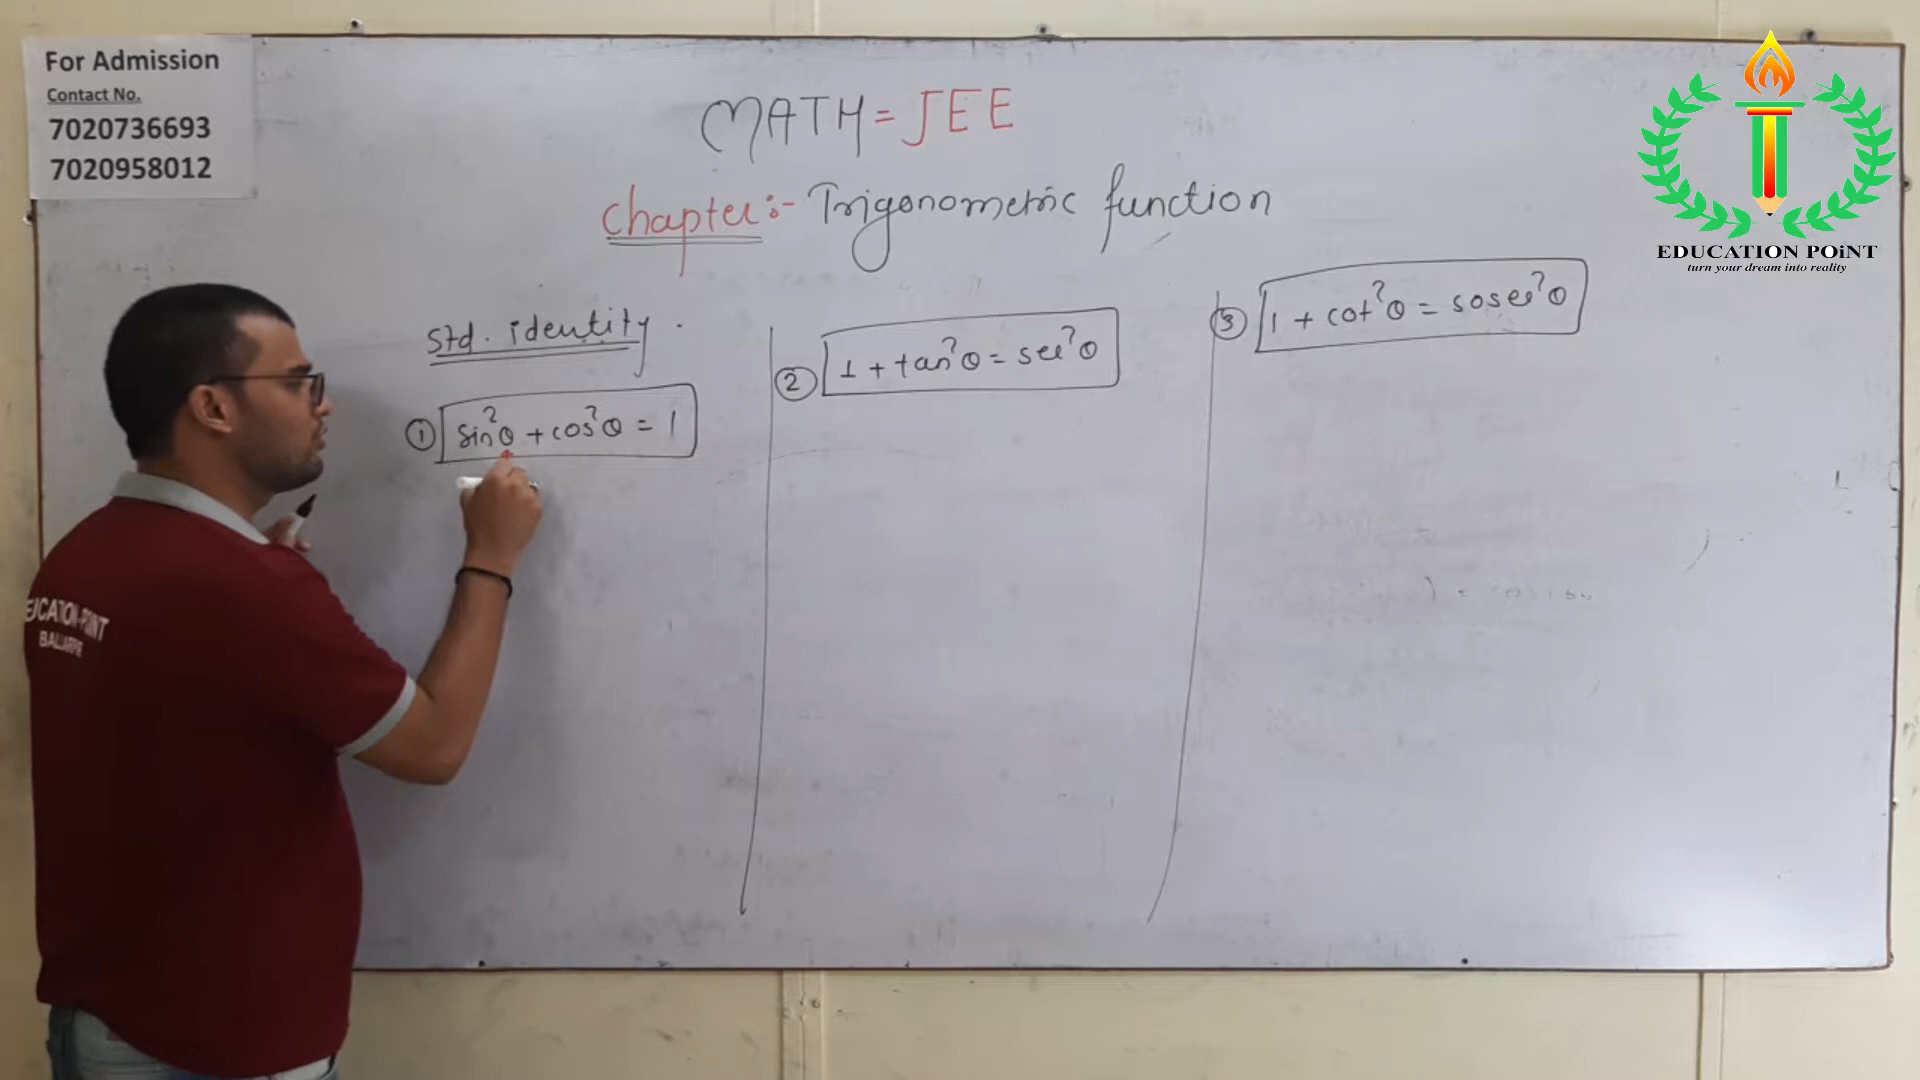 For Admission
Contact No.
7020736693
7020958012
MATH = JEE
Chapter:- Trigonometric function
EDUCATION POiNT
turn your dream into reality
Std. identity.
① sin²θ + cos²θ = 1
② 1 + tan²θ = sec²θ
③ 1 + cot²θ = cosec²θ
EDUCATION-POINT